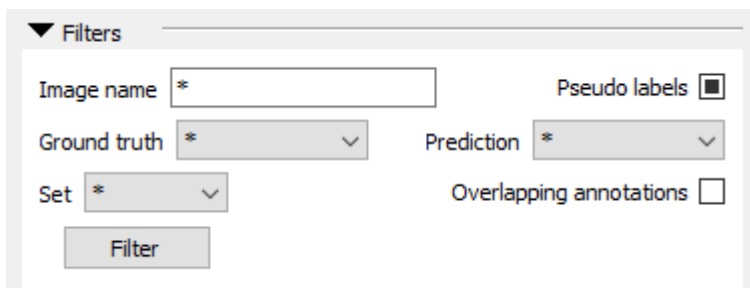 Filters
Image name * Pseudo labels
Ground truth * Prediction *
Set * Overlapping annotations
Filter